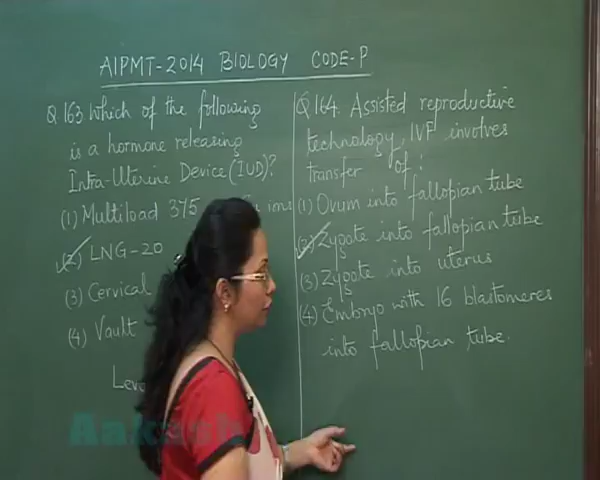 AIPMT-2014 BIOLOGY CODE-P
Q 163. Which of the following
is a hormone releasing
Intra-Uterine Device (IUD)?
(1) Multiload 375 ions
(2) LNG-20
(3) Cervical
(4) Vault
Levo
Q 164. Assisted reproductive
technology, IVF involves
transfer of:
(1) Ovum into fallopian tube
(2) Zygote into fallopian tube
(3) Zygote into uterus
(4) Embryo with 16 blastomeres
into fallopian tube.
Aakash